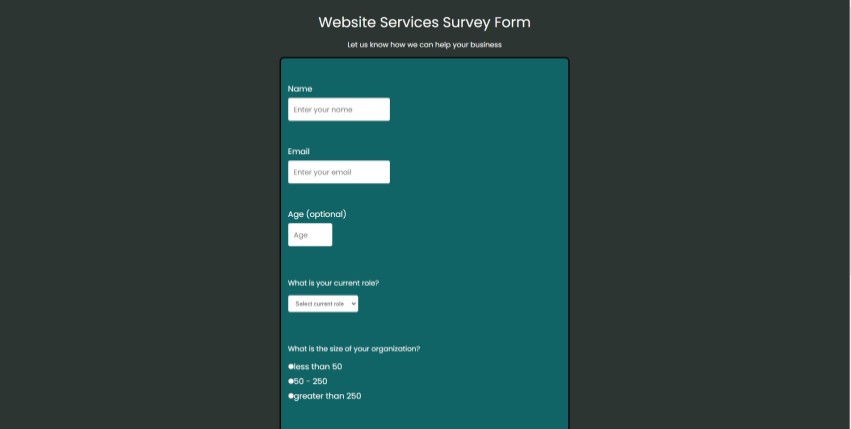 Website Services Survey Form
Let us know how we can help your business
Name
Enter your name
Email
Enter your email
Age (optional)
Age
What is your current role?
Select current role
What is the size of your organization?
less than 50
50 - 250
greater than 250